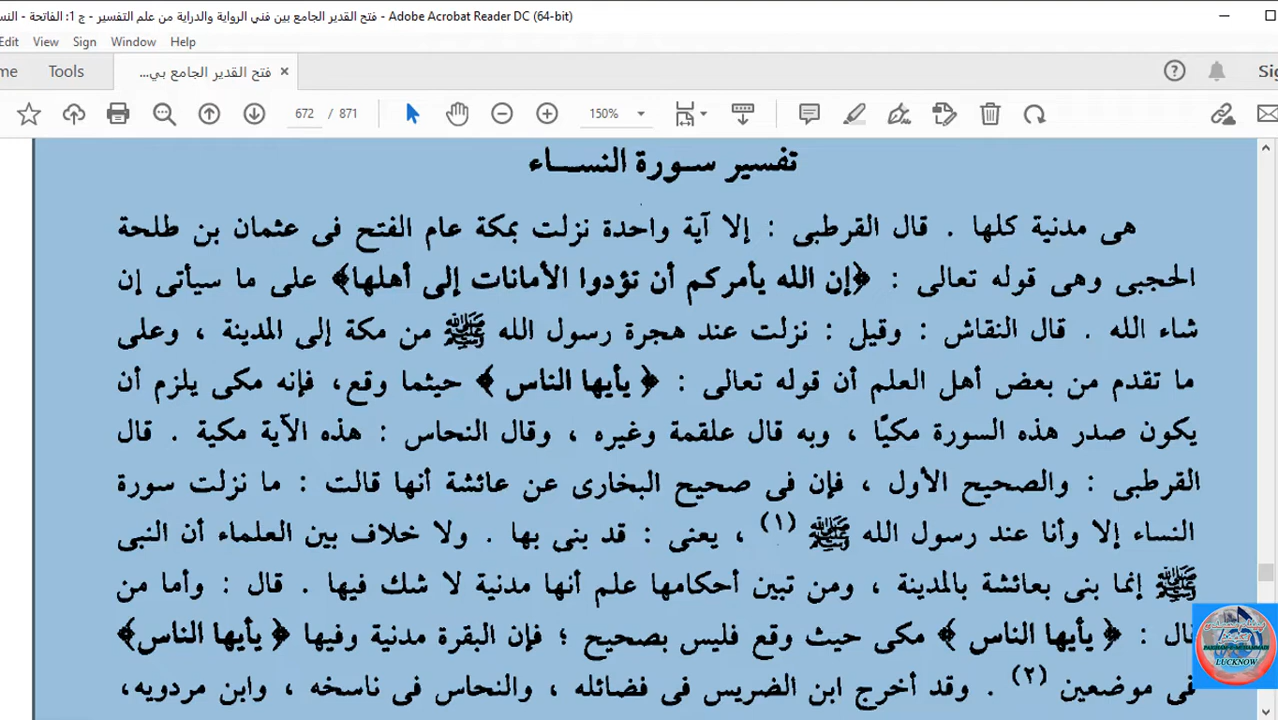 فتح القدير الجامع بين فني الرواية والدراية من علم التفسير - ج 1: الفاتحة - الن - Adobe Acrobat Reader DC (64-bit)
Edit View Sign Window Help
me Tools فتح القدير الجامع بي... × Sig
672 / 871 150%
تفسير سورة النساء
هى مدنية كلها . قال القرطبى : إلا آية واحدة نزلت بمكة عام الفتح فى عثمان بن طلحة
الحجبى وهى قوله تعالى : ﴿إن الله يأمركم أن تؤدوا الأمانات إلى أهلها﴾ على ما سيأتى إن
شاء الله . قال النقاش : وقيل : نزلت عند هجرة رسول الله ﷺ من مكة إلى المدينة ، وعلى
ما تقدم من بعض أهل العلم أن قوله تعالى : ﴿ يأيها الناس ﴾ حيثما وقع، فإنه مكى يلزم أن
يكون صدر هذه السورة مكيًا ، وبه قال علقمة وغيره ، وقال النحاس : هذه الآية مكية . قال
القرطبى : والصحيح الأول ، فإن فى صحيح البخارى عن عائشة أنها قالت : ما نزلت سورة
النساء إلا وأنا عند رسول الله ﷺ (١) ، يعنى : قد بنى بها . ولا خلاف بين العلماء أن النبى
ﷺ إنما بنى بعائشة بالمدينة ، ومن تبين أحكامها علم أنها مدنية لا شك فيها . قال : وأما من
قال : ﴿ يأيها الناس ﴾ مكى حيث وقع فليس بصحيح ؛ فإن البقرة مدنية وفيها ﴿ يأيها الناس﴾
فى موضعين (٢) . وقد أخرج ابن الضريس فى فضائله ، والنحاس فى ناسخه ، وابن مردويه،
LUCKNOW